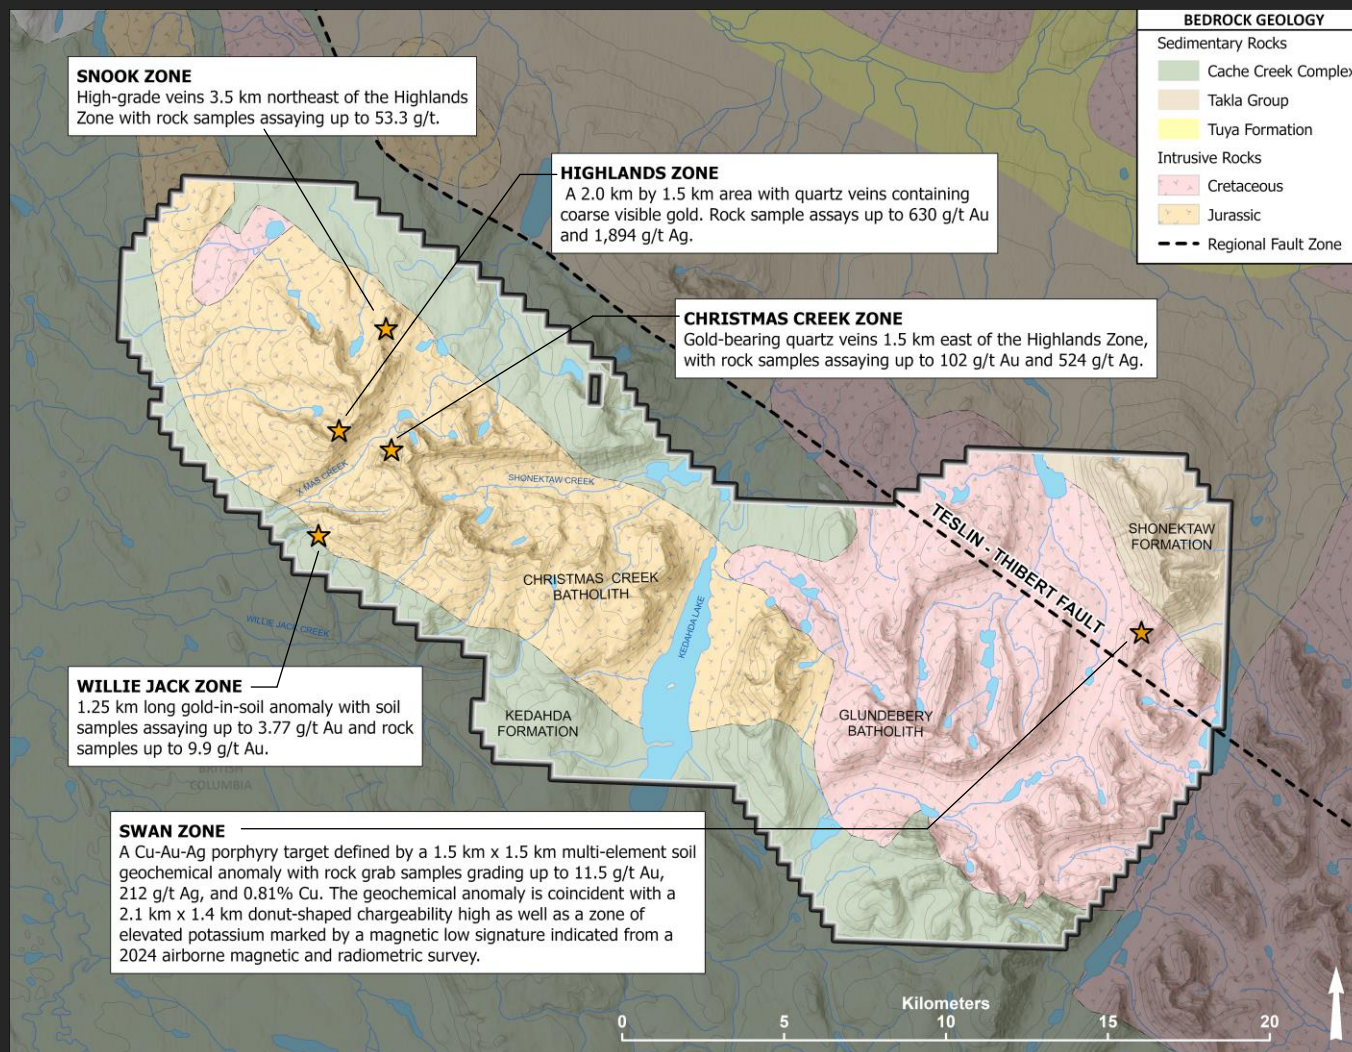 BEDROCK GEOLOGY
Sedimentary Rocks
Cache Creek Complex
Takla Group
Tuya Formation
Intrusive Rocks
Cretaceous
Jurassic
Regional Fault Zone
SNOOK ZONE
High-grade veins 3.5 km northeast of the Highlands
Zone with rock samples assaying up to 53.3 g/t.
HIGHLANDS ZONE
A 2.0 km by 1.5 km area with quartz veins containing
coarse visible gold. Rock sample assays up to 630 g/t Au
and 1,894 g/t Ag.
CHRISTMAS CREEK ZONE
Gold-bearing quartz veins 1.5 km east of the Highlands Zone,
with rock samples assaying up to 102 g/t Au and 524 g/t Ag.
X MAS CREEK
SHONEKTAW CREEK
TESLIN - THIBERT FAULT
SHONEKTAW
FORMATION
CHRISTMAS CREEK
BATHOLITH
KEDAHDA LAKE
WILLIE JACK CREEK
WILLIE JACK ZONE
1.25 km long gold-in-soil anomaly with soil
samples assaying up to 3.77 g/t Au and rock
samples up to 9.9 g/t Au.
KEDAHDA
FORMATION
GLUNDEBERY
BATHOLITH
BRITISH
COLUMBIA
SWAN ZONE
A Cu-Au-Ag porphyry target defined by a 1.5 km x 1.5 km multi-element soil
geochemical anomaly with rock grab samples grading up to 11.5 g/t Au,
212 g/t Ag, and 0.81% Cu. The geochemical anomaly is coincident with a
2.1 km x 1.4 km donut-shaped chargeability high as well as a zone of
elevated potassium marked by a magnetic low signature indicated from a
2024 airborne magnetic and radiometric survey.
Kilometers
0 5 10 15 20